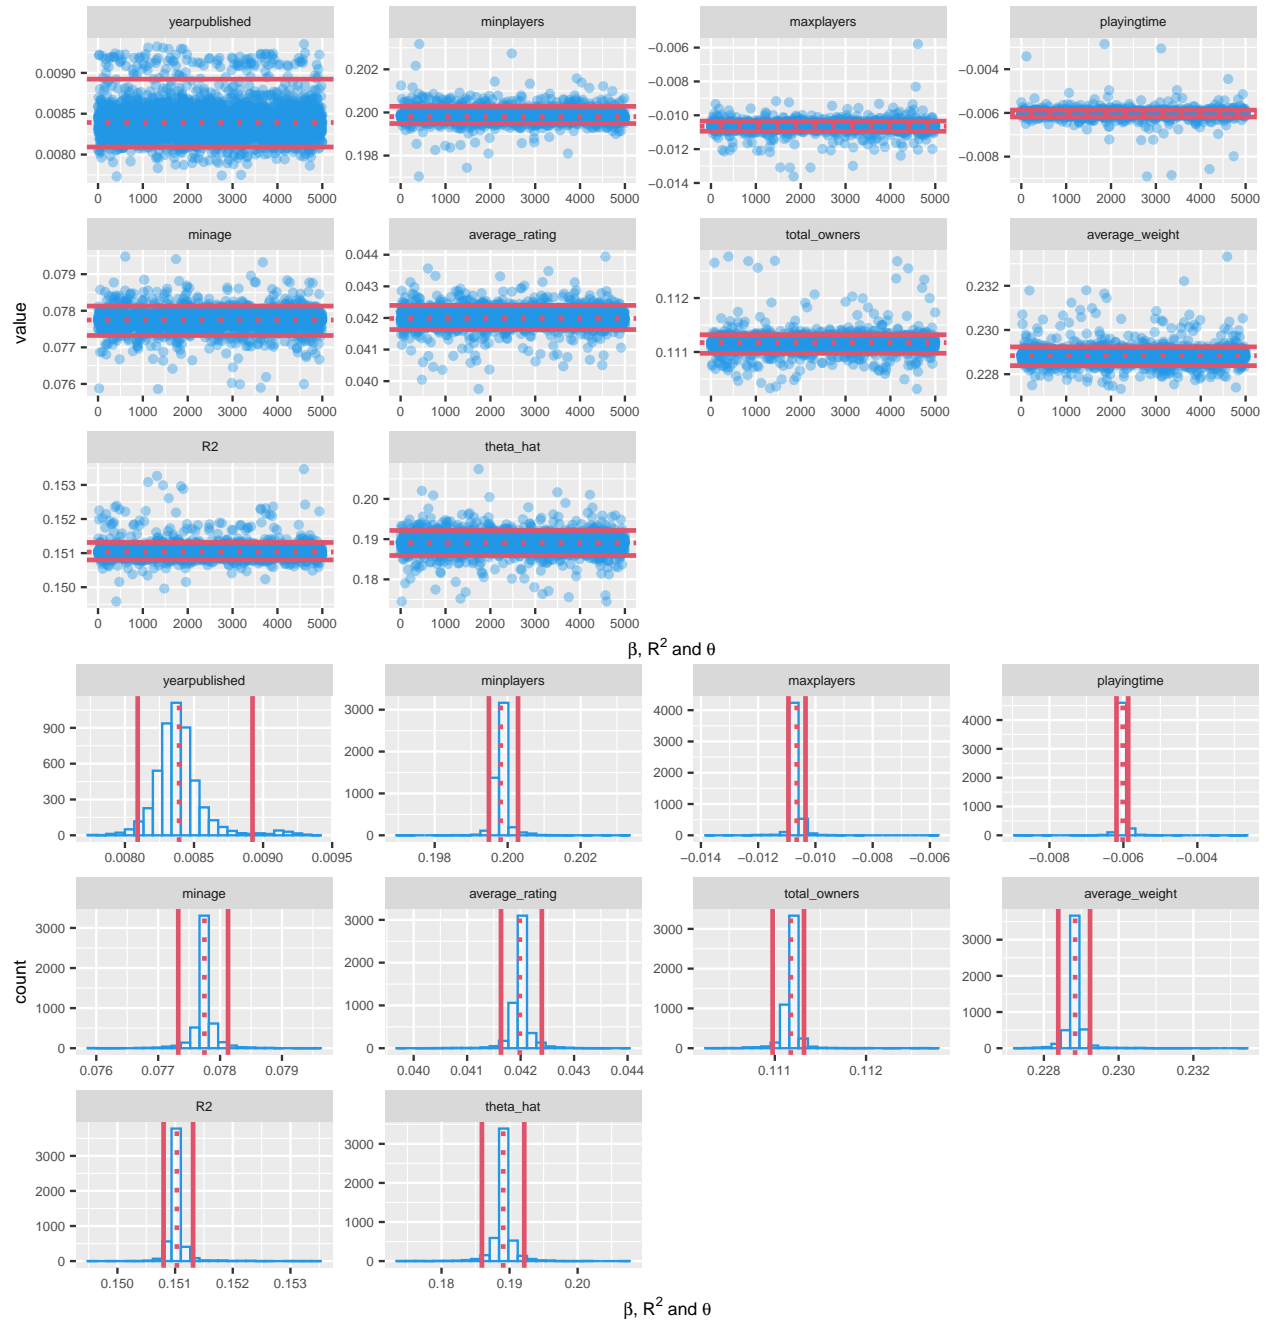 yearpublished minplayers maxplayers playingtime
0.0090 0.0085 0.0080
0.202 0.200 0.198
−0.006 −0.008 −0.010 −0.012 −0.014
−0.004 −0.006 −0.008
0 1000 2000 3000 4000 5000 0 1000 2000 3000 4000 5000 0 1000 2000 3000 4000 5000 0 1000 2000 3000 4000 5000
minage average_rating total_owners average_weight
value
0.079 0.078 0.077 0.076
0.044 0.043 0.042 0.041 0.040
0.112 0.111
0.232 0.230 0.228
0 1000 2000 3000 4000 5000 0 1000 2000 3000 4000 5000 0 1000 2000 3000 4000 5000 0 1000 2000 3000 4000 5000
R2 theta_hat
0.153 0.152 0.151 0.150
0.20 0.19 0.18
0 1000 2000 3000 4000 5000 0 1000 2000 3000 4000 5000
β, R² and θ
yearpublished minplayers maxplayers playingtime
900 600 300 0
3000 2000 1000 0
4000 3000 2000 1000 0
4000 3000 2000 1000 0
0.0080 0.0085 0.0090 0.0095 0.198 0.200 0.202 −0.014 −0.012 −0.010 −0.008 −0.006 −0.008 −0.006 −0.004
minage average_rating total_owners average_weight
count
3000 2000 1000 0
3000 2000 1000 0
3000 2000 1000 0
3000 2000 1000 0
0.076 0.077 0.078 0.079 0.040 0.041 0.042 0.043 0.044 0.111 0.112 0.228 0.230 0.232
R2 theta_hat
3000 2000 1000 0
3000 2000 1000 0
0.150 0.151 0.152 0.153 0.18 0.19 0.20
β, R² and θ